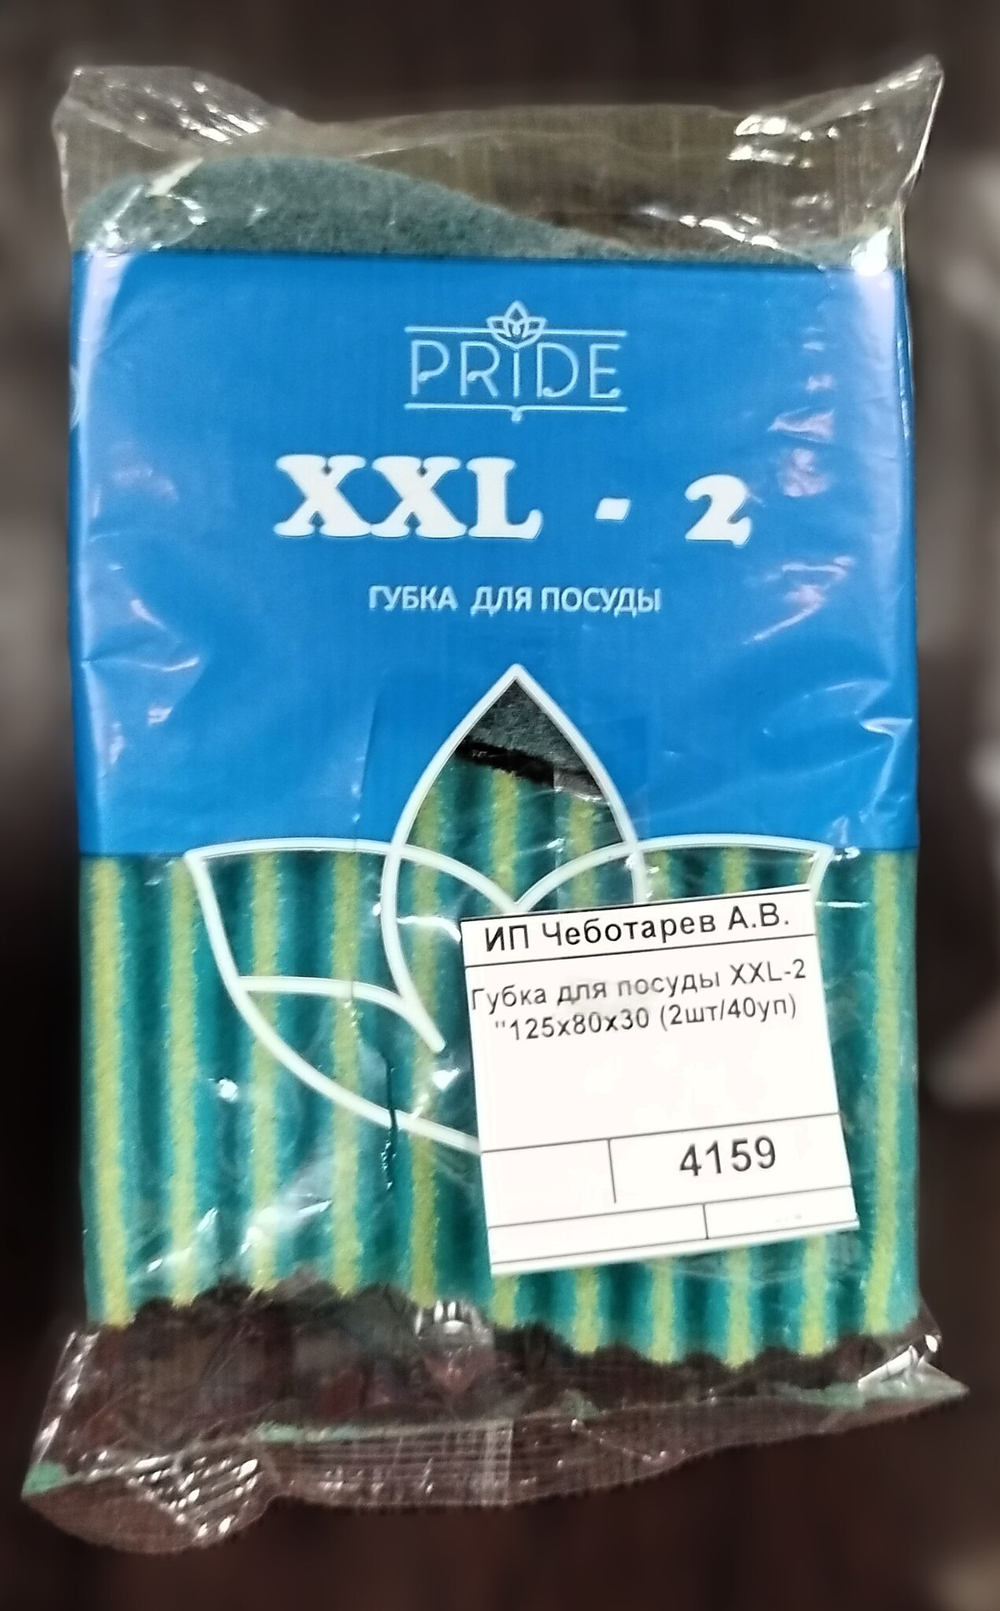 PRIDE
XXL - 2
ГУБКА ДЛЯ ПОСУДЫ
ИП Чеботарев А.В.
Губка для посуды XXL-2
"125x80x30 (2шт/40уп)
4159